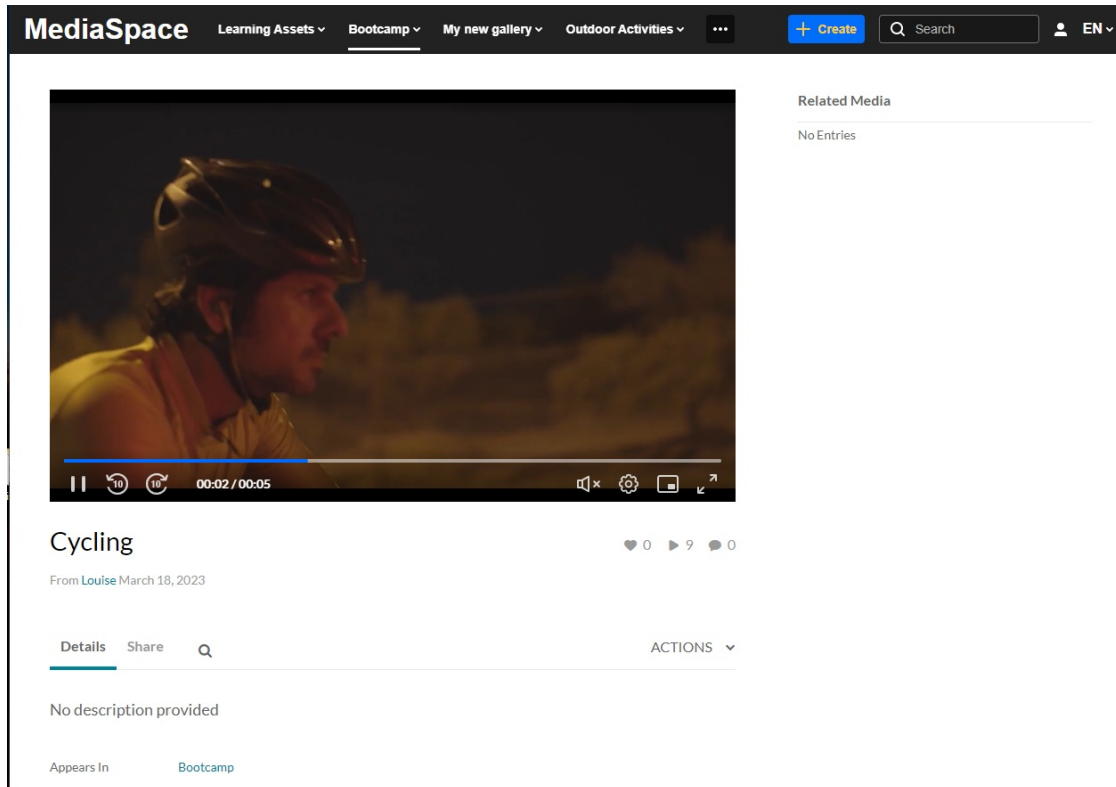 MediaSpace Learning Assets Bootcamp My new gallery Outdoor Activities ••• + Create Search EN
Related Media
No Entries
10 10 00:02 / 00:05
Cycling 0 9 0
From Louise March 18, 2023
Details Share ACTIONS
No description provided
Appears In Bootcamp